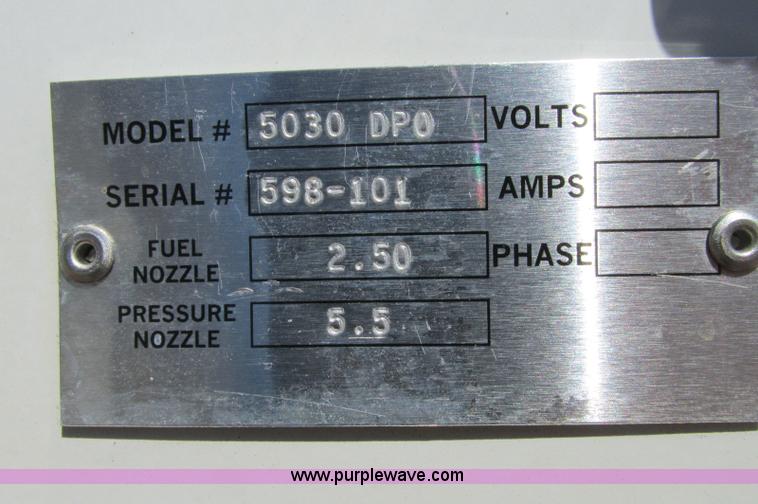 MODEL # 5030 DPO VOLTS
SERIAL # 598-101 AMPS
FUEL NOZZLE 2.50 PHASE
PRESSURE NOZZLE 5.5
www.purplewave.com